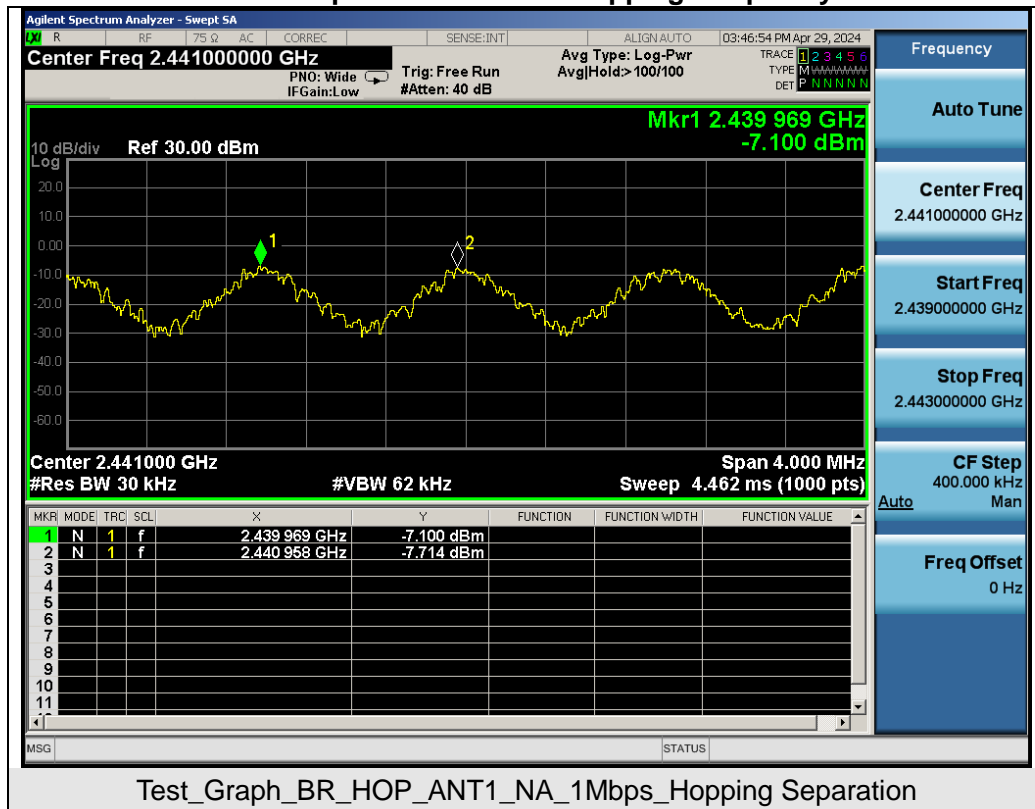 Agilent Spectrum Analyzer - Swept SA
LXI R RF 75 Ω AC CORREC SENSE:INT ALIGN AUTO 03:46:54 PM Apr 29, 2024
Center Freq 2.441000000 GHz
PNO: Wide
IFGain:Low
Trig: Free Run
#Atten: 40 dB
Avg Type: Log-Pwr
Avg|Hold:>100/100
TRACE 1 2 3 4 5 6
TYPE M WWWWW
DET P N N N N N
Mkr1 2.439 969 GHz
-7.100 dBm
10 dB/div Ref 30.00 dBm
Log
20.0
10.0
0.00
-10.0
-20.0
-30.0
-40.0
-50.0
-60.0
1
2
Center 2.441000 GHz Span 4.000 MHz
#Res BW 30 kHz #VBW 62 kHz Sweep 4.462 ms (1000 pts)
MKR MODE TRC SCL X Y FUNCTION FUNCTION WIDTH FUNCTION VALUE
1 N 1 f 2.439 969 GHz -7.100 dBm
2 N 1 f 2.440 958 GHz -7.714 dBm
3
4
5
6
7
8
9
10
11
MSG STATUS
Frequency
Auto Tune
Center Freq
2.441000000 GHz
Start Freq
2.439000000 GHz
Stop Freq
2.443000000 GHz
CF Step
400.000 kHz
Auto Man
Freq Offset
0 Hz
Test_Graph_BR_HOP_ANT1_NA_1Mbps_Hopping Separation